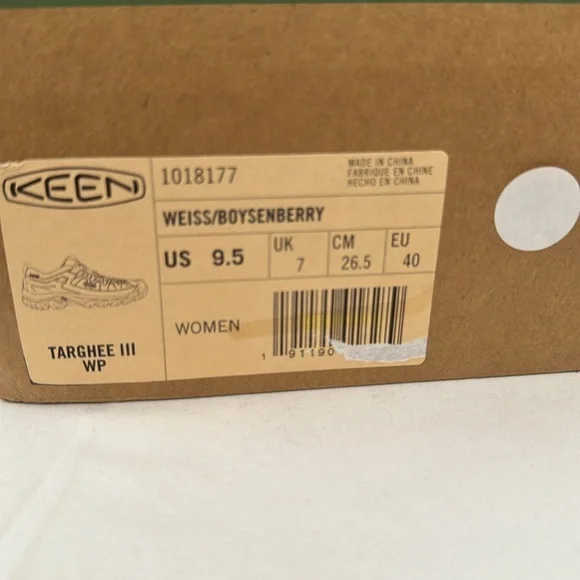 KEEN
1018177
MADE IN CHINA
FABRIQUE EN CHINE
HECHO EN CHINA
WEISS/BOYSENBERRY
US 9.5
UK 7
CM 26.5
EU 40
WOMEN
TARGHEE III
WP
1 91190